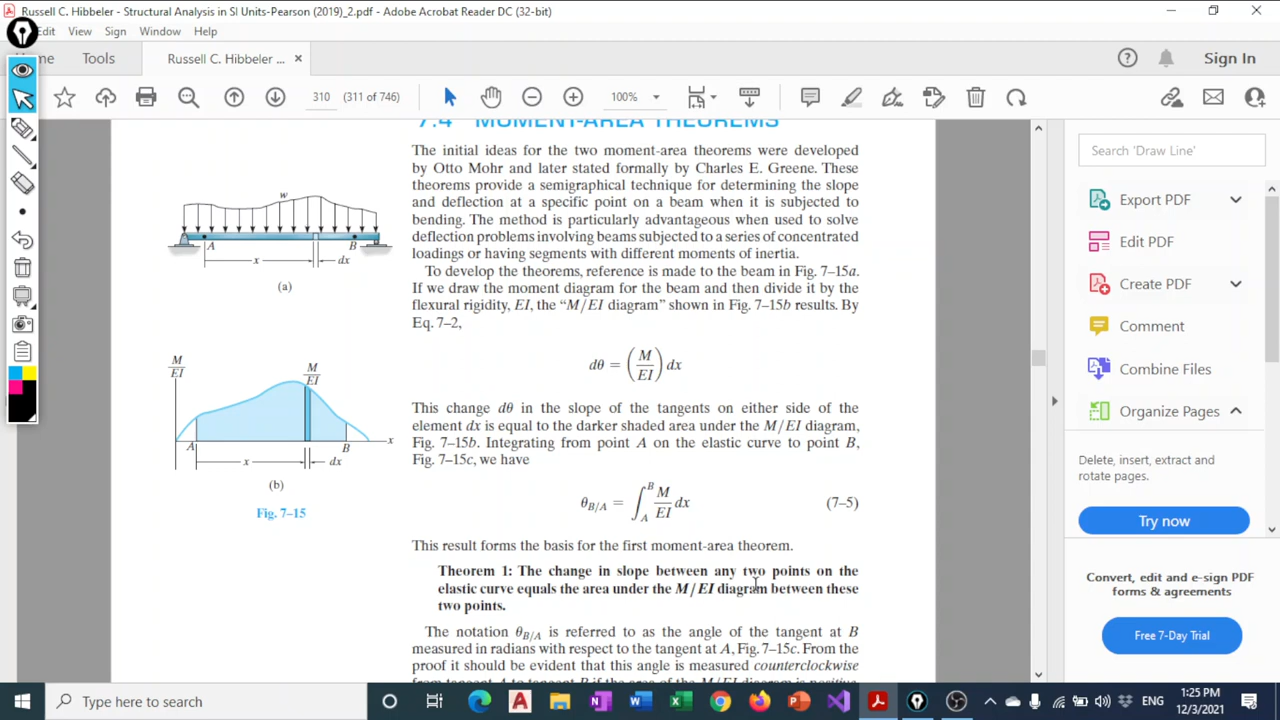 Russell C. Hibbeler - Structural Analysis in SI Units-Pearson (2019)_2.pdf - Adobe Acrobat Reader DC (32-bit)
Edit View Sign Window Help
Tools Russell C. Hibbeler ... Sign In
310 (311 of 746) 100%
7.4 MOMENT-AREA THEOREMS
The initial ideas for the two moment-area theorems were developed
by Otto Mohr and later stated formally by Charles E. Greene. These
theorems provide a semigraphical technique for determining the slope
and deflection at a specific point on a beam when it is subjected to
bending. The method is particularly advantageous when used to solve
deflection problems involving beams subjected to a series of concentrated
loadings or having segments with different moments of inertia.
To develop the theorems, reference is made to the beam in Fig. 7–15a.
If we draw the moment diagram for the beam and then divide it by the
flexural rigidity, EI, the “M/EI diagram” shown in Fig. 7–15b results. By
Eq. 7–2,
dθ = (M/EI) dx
This change dθ in the slope of the tangents on either side of the
element dx is equal to the darker shaded area under the M/EI diagram,
Fig. 7–15b. Integrating from point A on the elastic curve to point B,
Fig. 7–15c, we have
θB/A = ∫AB M/EI dx (7–5)
This result forms the basis for the first moment-area theorem.
Theorem 1: The change in slope between any two points on the
elastic curve equals the area under the M/EI diagram between these
two points.
The notation θB/A is referred to as the angle of the tangent at B
measured in radians with respect to the tangent at A, Fig. 7–15c. From the
proof it should be evident that this angle is measured counterclockwise
from tangent A to tangent B if the area of the M/EI diagram is positive,
w
A B
x dx
(a)
M/EI
M/EI
A B x
x dx
(b)
Fig. 7–15
Search 'Draw Line'
Export PDF
Edit PDF
Create PDF
Comment
Combine Files
Organize Pages
Delete, insert, extract and
rotate pages.
Try now
Convert, edit and e-sign PDF
forms & agreements
Free 7-Day Trial
Type here to search
ENG
1:25 PM
12/3/2021